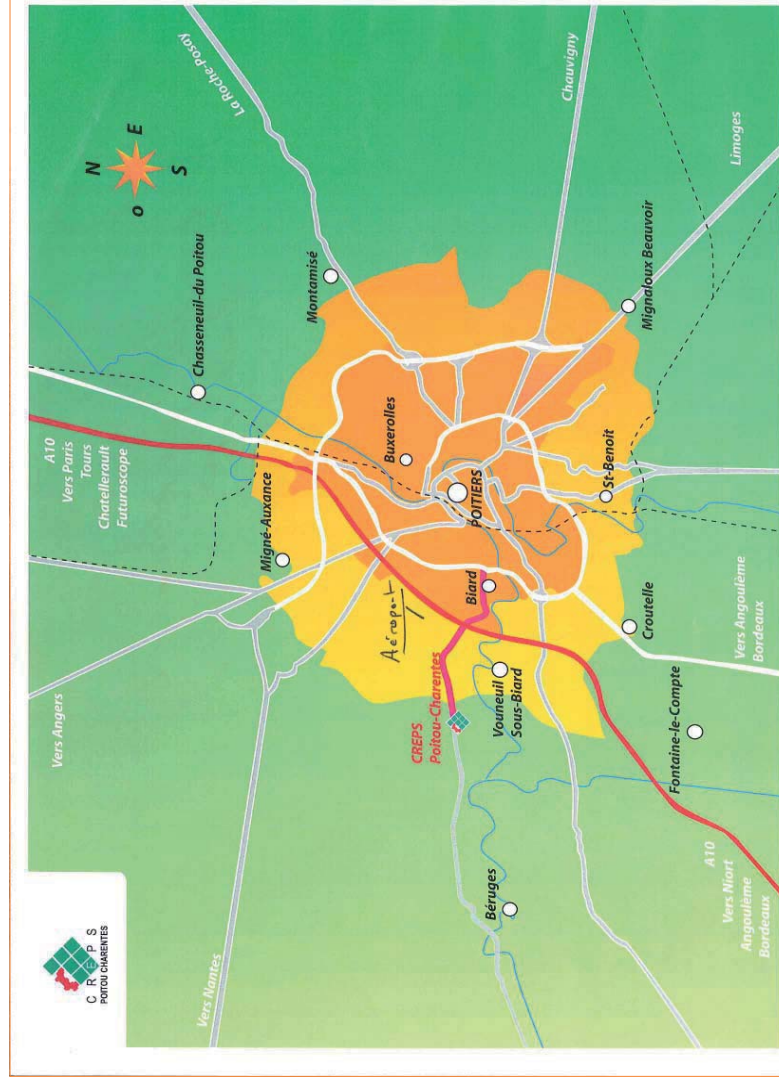 C R E P S
POITOU CHARENTES
Vers Nantes
Vers Angers
A10
Vers Paris
Tours
Chatellerault
Futuroscope
N
O
E
S
La Roche-Posay
Chasseneuil-du Poitou
Migné-Auxance
Montamisé
Aéroport
Buxerolles
CREPS
Poitou-Charentes
Biard
POITIERS
Chauvigny
Béruges
Vouneuil
Sous-Biard
St-Benoit
Mignaloux Beauvoir
Limoges
Croutelle
Fontaine-le-Compte
A10
Vers Niort
Angoulème
Bordeaux
Vers Angoulème
Bordeaux